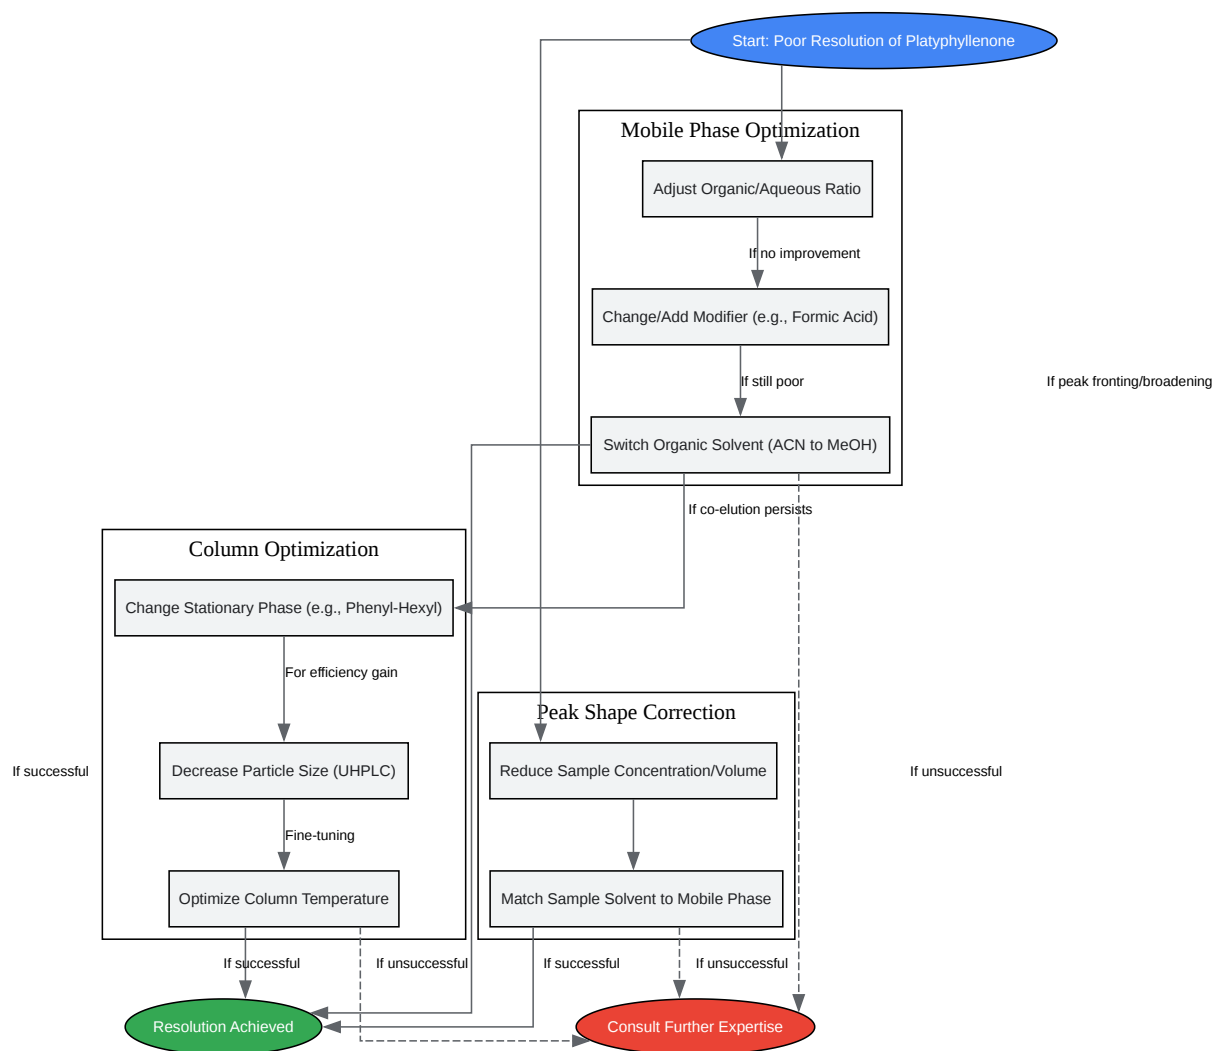 Start: Poor Resolution of Platyphyllenone
Mobile Phase Optimization
Adjust Organic/Aqueous Ratio
If no improvement
Change/Add Modifier (e.g., Formic Acid)
If still poor
If peak fronting/broadening
Switch Organic Solvent (ACN to MeOH)
If co-elution persists
Column Optimization
Change Stationary Phase (e.g., Phenyl-Hexyl)
For efficiency gain
Peak Shape Correction
If successful
Decrease Particle Size (UHPLC)
Reduce Sample Concentration/Volume
If unsuccessful
Fine-tuning
Optimize Column Temperature
Match Sample Solvent to Mobile Phase
If successful
If unsuccessful
If successful
If unsuccessful
Resolution Achieved
Consult Further Expertise